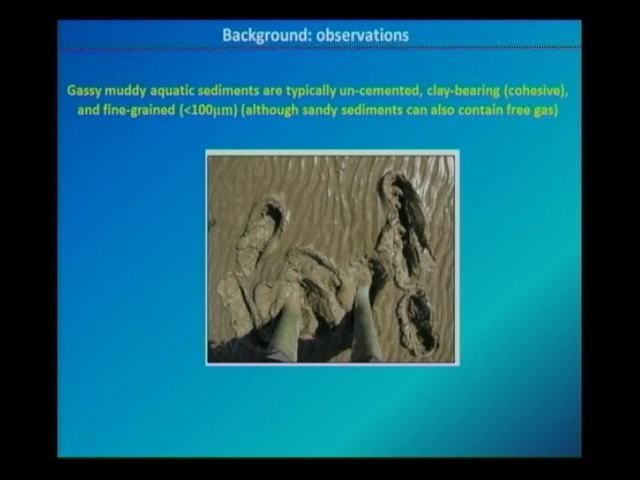 Background: observations
Gassy muddy aquatic sediments are typically un-cemented, clay-bearing (cohesive),
and fine-grained (<100µm) (although sandy sediments can also contain free gas)